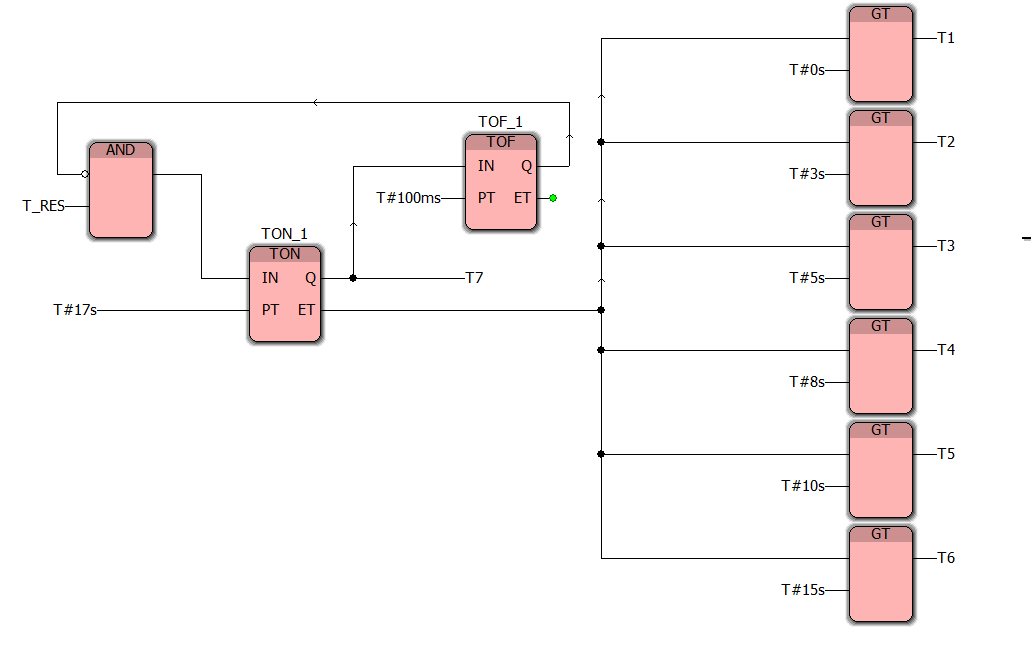 GT
T1
T#0s
TOF_1
GT
AND
TOF
T2
IN Q
T#3s
T#100ms
PT ET
T_RES
GT
TON_1
T3
TON
IN Q
T7
T#5s
T#17s
PT ET
GT
T4
T#8s
GT
T5
T#10s
GT
T6
T#15s